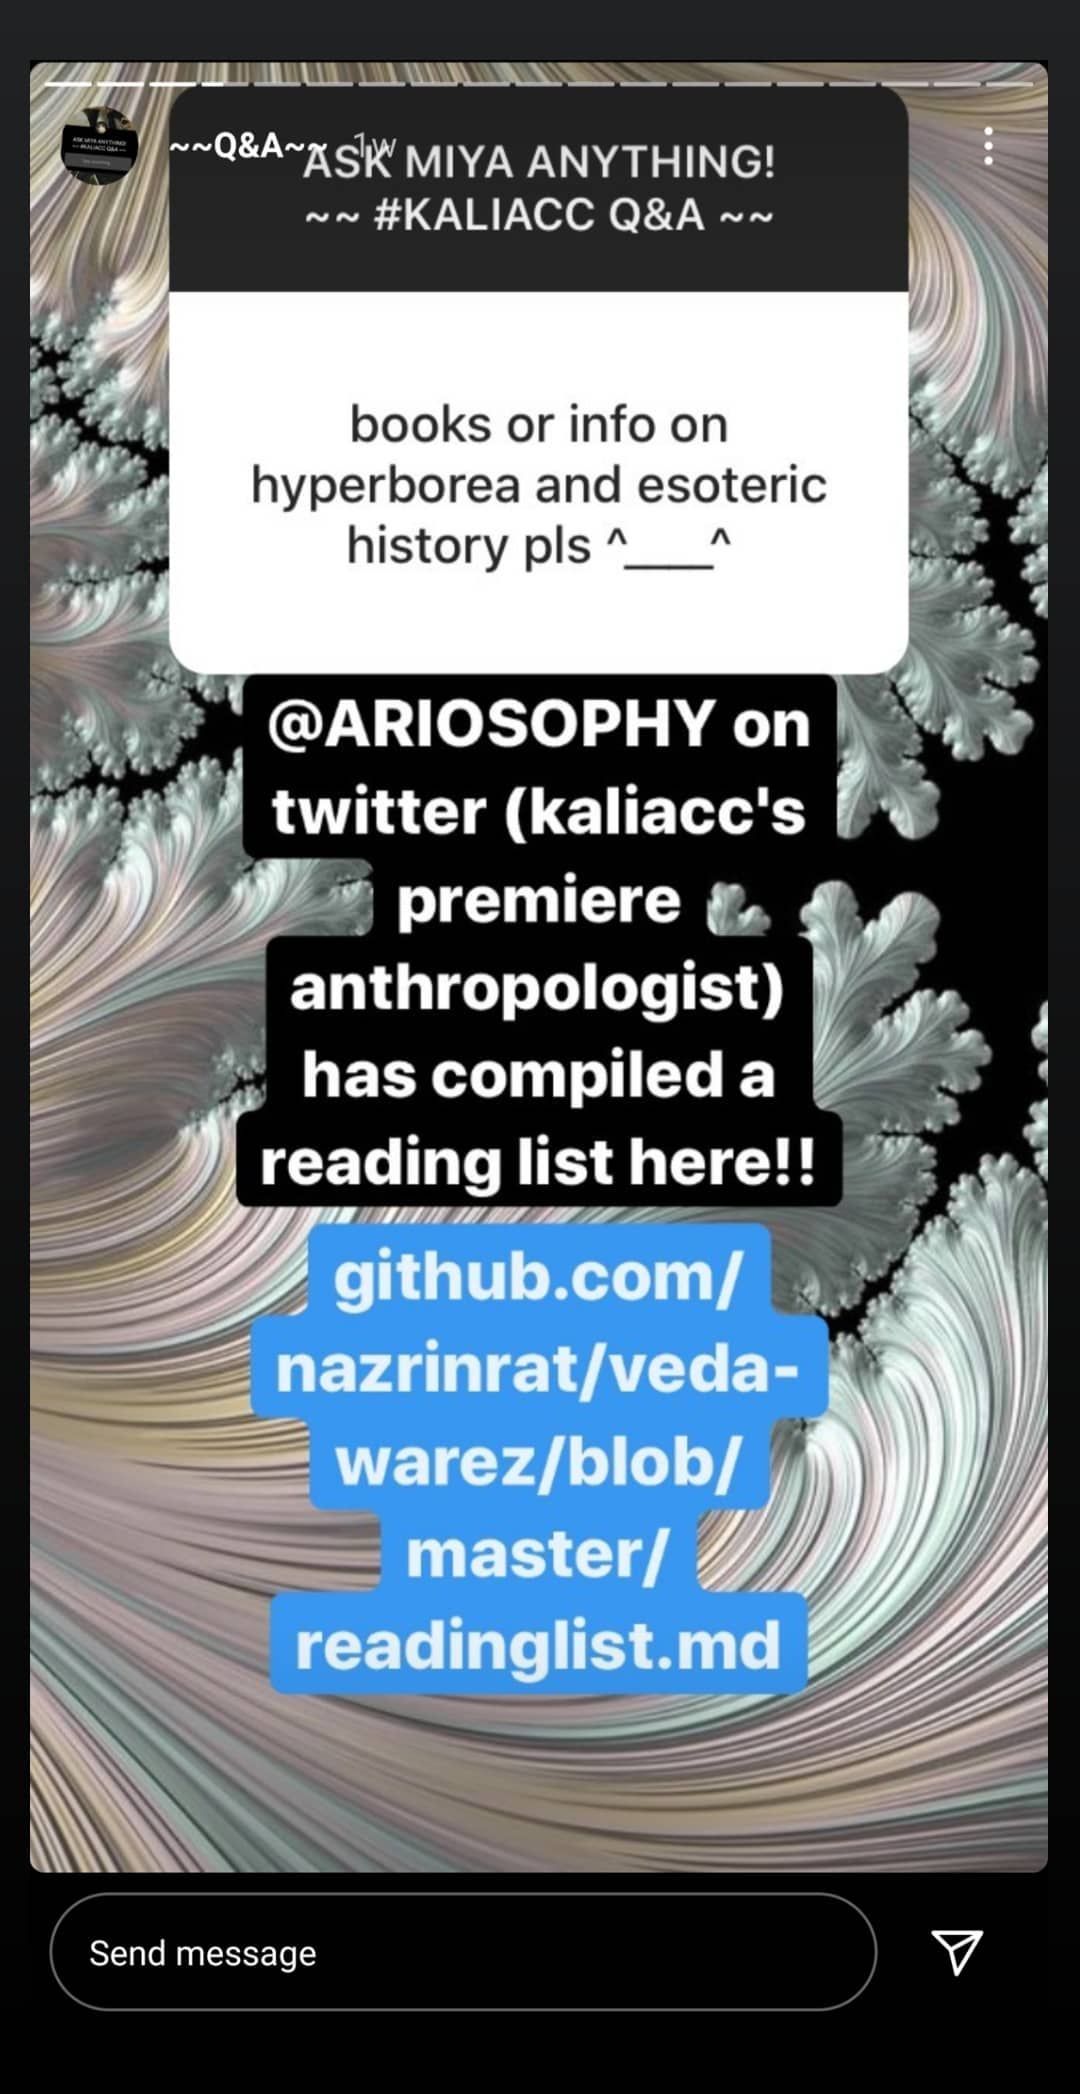 ~~Q&A~~ 1w
ASK MIYA ANYTHING!
~~ #KALIACC Q&A ~~
books or info on
hyperborea and esoteric
history pls ^____^
@ARIOSOPHY on
twitter (kaliacc's
premiere
anthropologist)
has compiled a
reading list here!!
github.com/
nazrinrat/veda-
warez/blob/
master/
readinglist.md
Send message